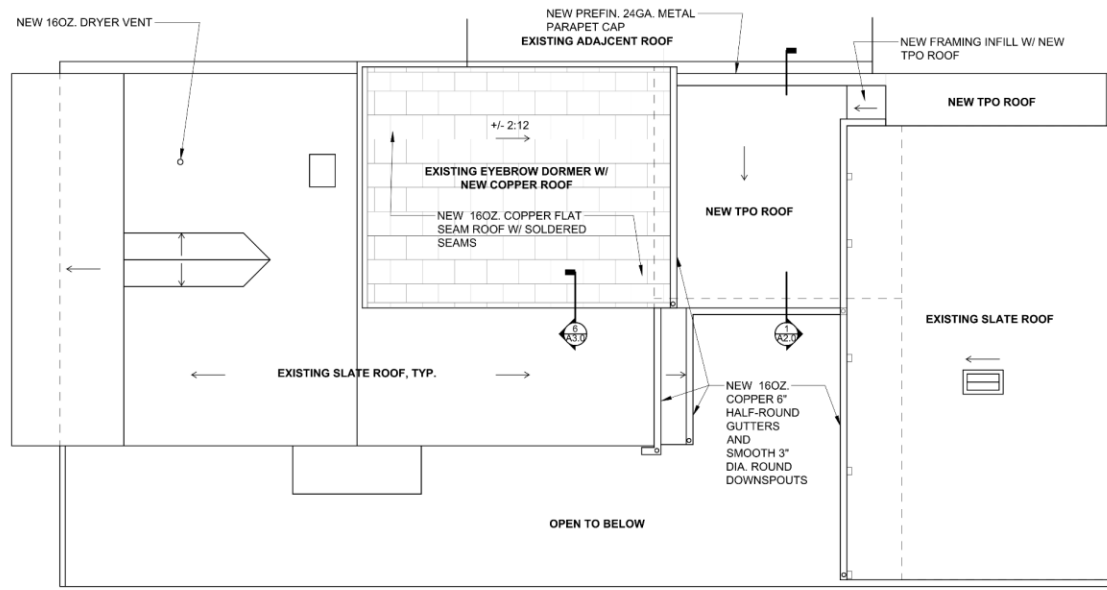 NEW 16OZ. DRYER VENT
NEW PREFIN. 24GA. METAL
PARAPET CAP
EXISTING ADAJCENT ROOF
NEW FRAMING INFILL W/ NEW
TPO ROOF
NEW TPO ROOF
+/- 2:12
EXISTING EYEBROW DORMER W/
NEW COPPER ROOF
NEW 16OZ. COPPER FLAT
SEAM ROOF W/ SOLDERED
SEAMS
NEW TPO ROOF
EXISTING SLATE ROOF
6
A3.0
1
A2.0
EXISTING SLATE ROOF, TYP.
NEW 16OZ.
COPPER 6"
HALF-ROUND
GUTTERS
AND
SMOOTH 3"
DIA. ROUND
DOWNSPOUTS
OPEN TO BELOW